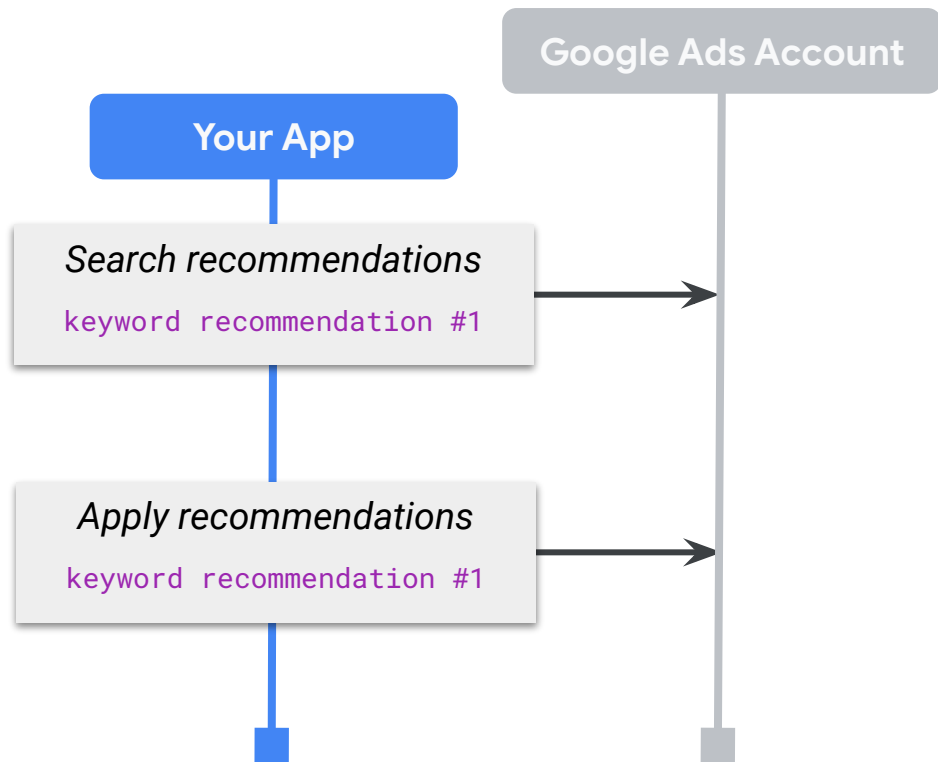 Google Ads Account
Your App
Search recommendations
keyword recommendation #1
Apply recommendations
keyword recommendation #1